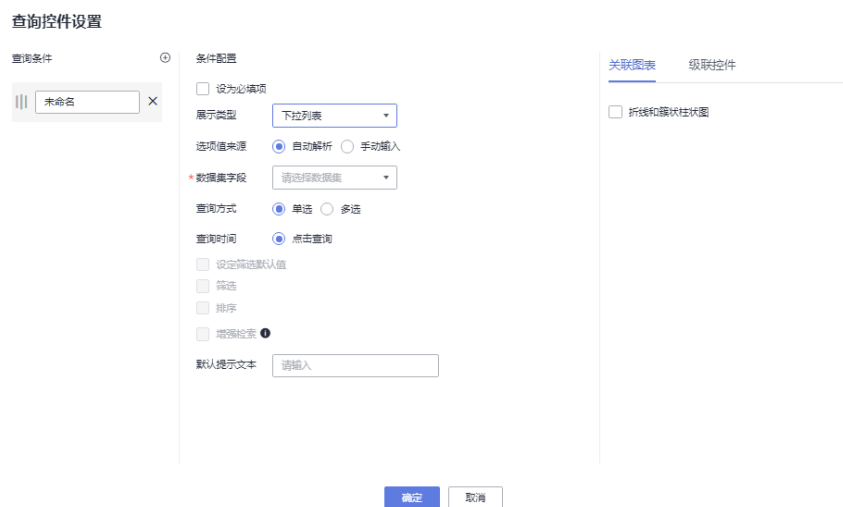 查询控件设置
查询条件
未命名
条件配置
设为必填项
展示类型 下拉列表
选项值来源 自动解析 手动输入
*数据集字段 请选择数据集
查询方式 单选 多选
查询时间 点击查询
设定筛选默认值
筛选
排序
增强检索
默认提示文本 请输入
关联图表 级联控件
折线和簇状柱状图
确定 取消